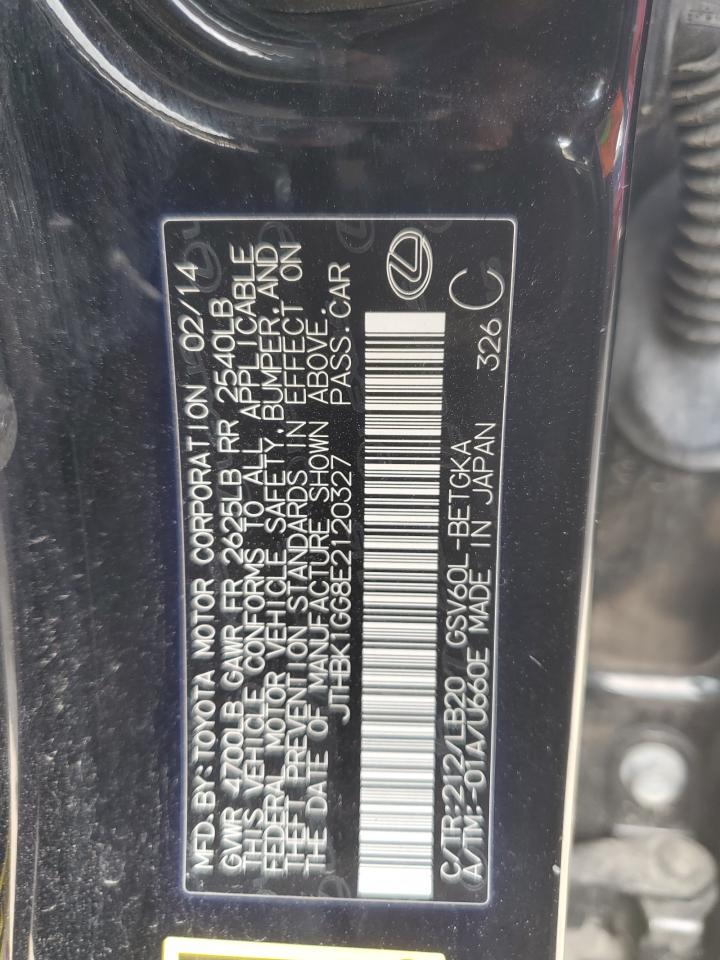 MFD.BY:TOYOTA MOTOR CORPORATION 02/14
GVWR 4700LB GAWR FR 2625LB RR 2540LB
THIS VEHICLE CONFORMS TO ALL APPLICABLE
FEDERAL MOTOR VEHICLE SAFETY,BUMPER,AND
THEFT PREVENTION STANDARDS IN EFFECT ON
THE DATE OF MANUFACTURE SHOWN ABOVE.
JTHBK1GG8E2120327 PASS.CAR
C/TR:212/LB20 GSV60L-BETGKA
A/TM:-01A/U660E MADE IN JAPAN 326 C